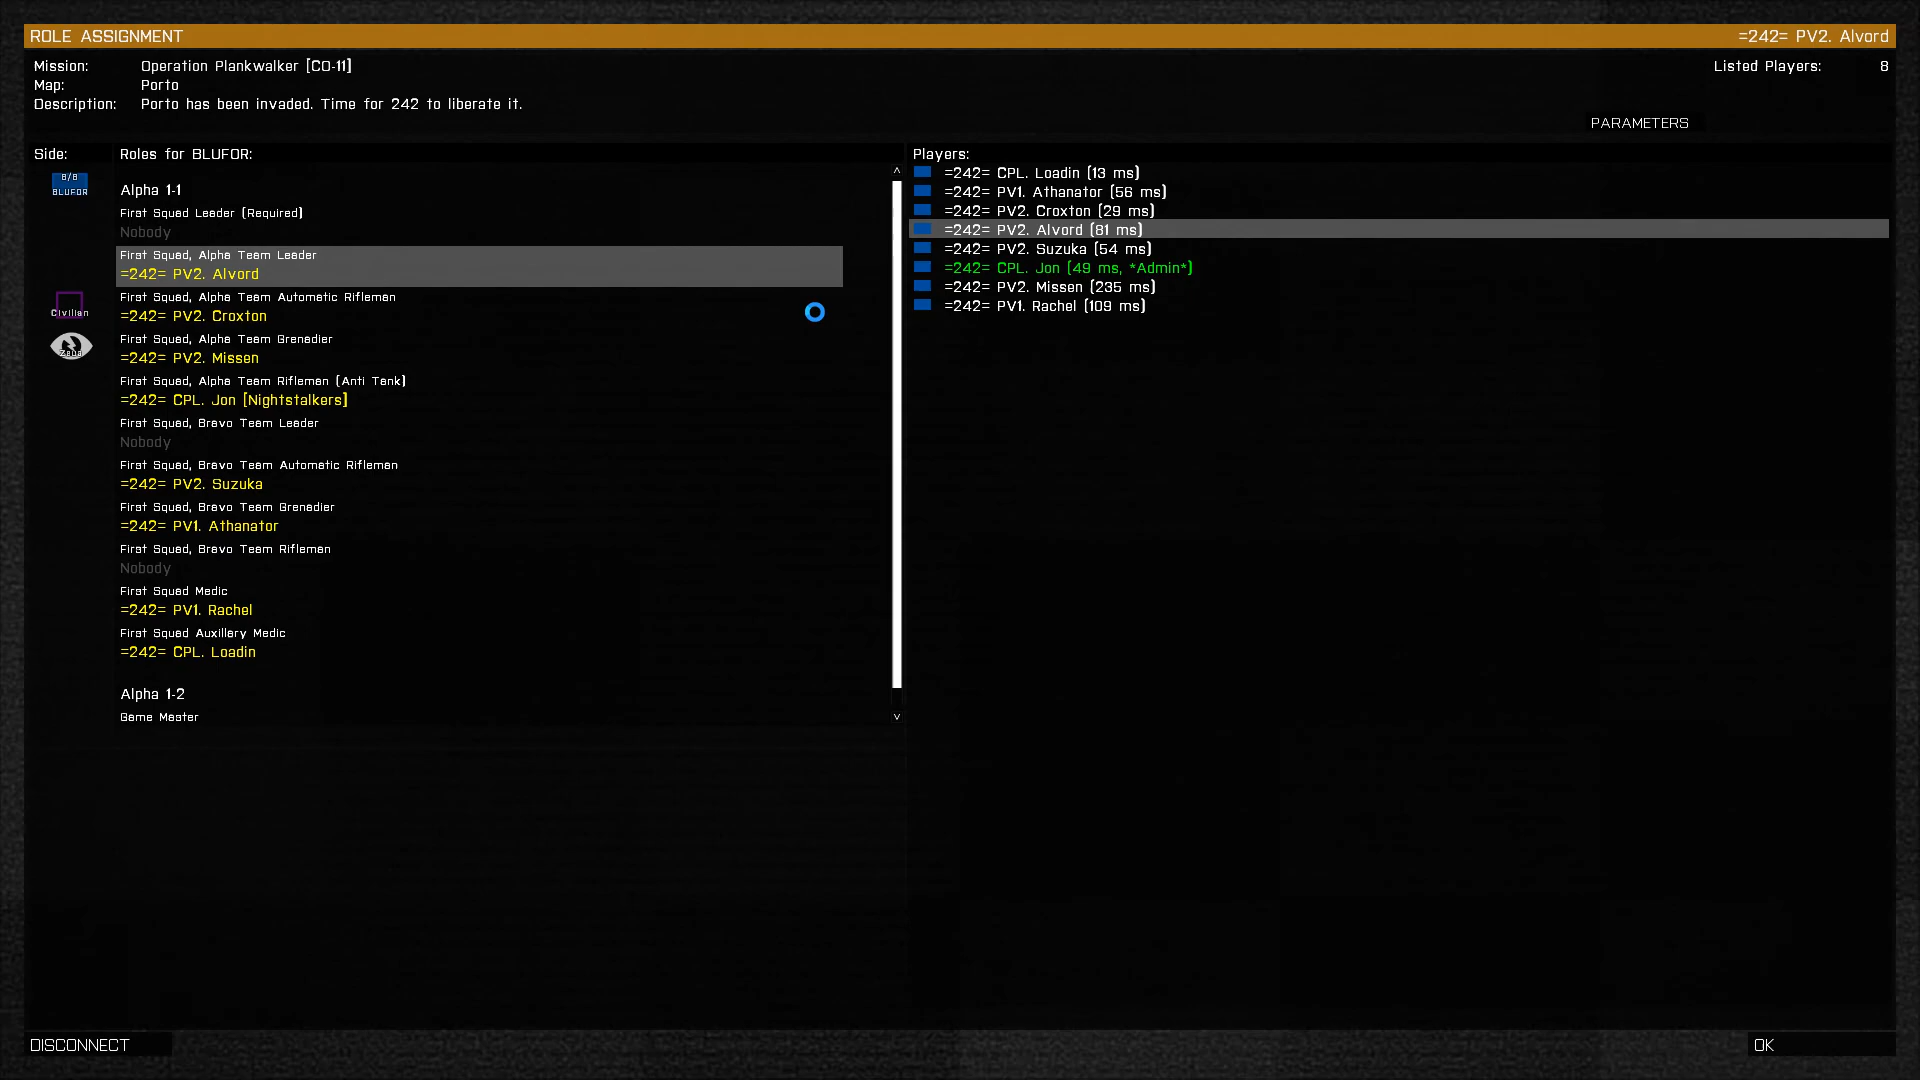 ROLE ASSIGNMENT
=242= PV2. Alvord
Mission: Operation Plankwalker [CO-11]
Listed Players: 8
Map: Porto
Description: Porto has been invaded. Time for 242 to liberate it.
PARAMETERS
Side:
8/8
BLUFOR
Civilian
Zeus
Roles for BLUFOR:
Alpha 1-1
First Squad Leader (Required)
Nobody
First Squad, Alpha Team Leader
=242= PV2. Alvord
First Squad, Alpha Team Automatic Rifleman
=242= PV2. Croxton
First Squad, Alpha Team Grenadier
=242= PV2. Missen
First Squad, Alpha Team Rifleman (Anti Tank)
=242= CPL. Jon [Nightstalkers]
First Squad, Bravo Team Leader
Nobody
First Squad, Bravo Team Automatic Rifleman
=242= PV2. Suzuka
First Squad, Bravo Team Grenadier
=242= PV1. Athanator
First Squad, Bravo Team Rifleman
Nobody
First Squad Medic
=242= PV1. Rachel
First Squad Auxillary Medic
=242= CPL. Loadin
Alpha 1-2
Game Master
Players:
=242= CPL. Loadin (13 ms)
=242= PV1. Athanator (56 ms)
=242= PV2. Croxton (29 ms)
=242= PV2. Alvord (81 ms)
=242= PV2. Suzuka (54 ms)
=242= CPL. Jon (49 ms, *Admin*)
=242= PV2. Missen (235 ms)
=242= PV1. Rachel (109 ms)
DISCONNECT
OK